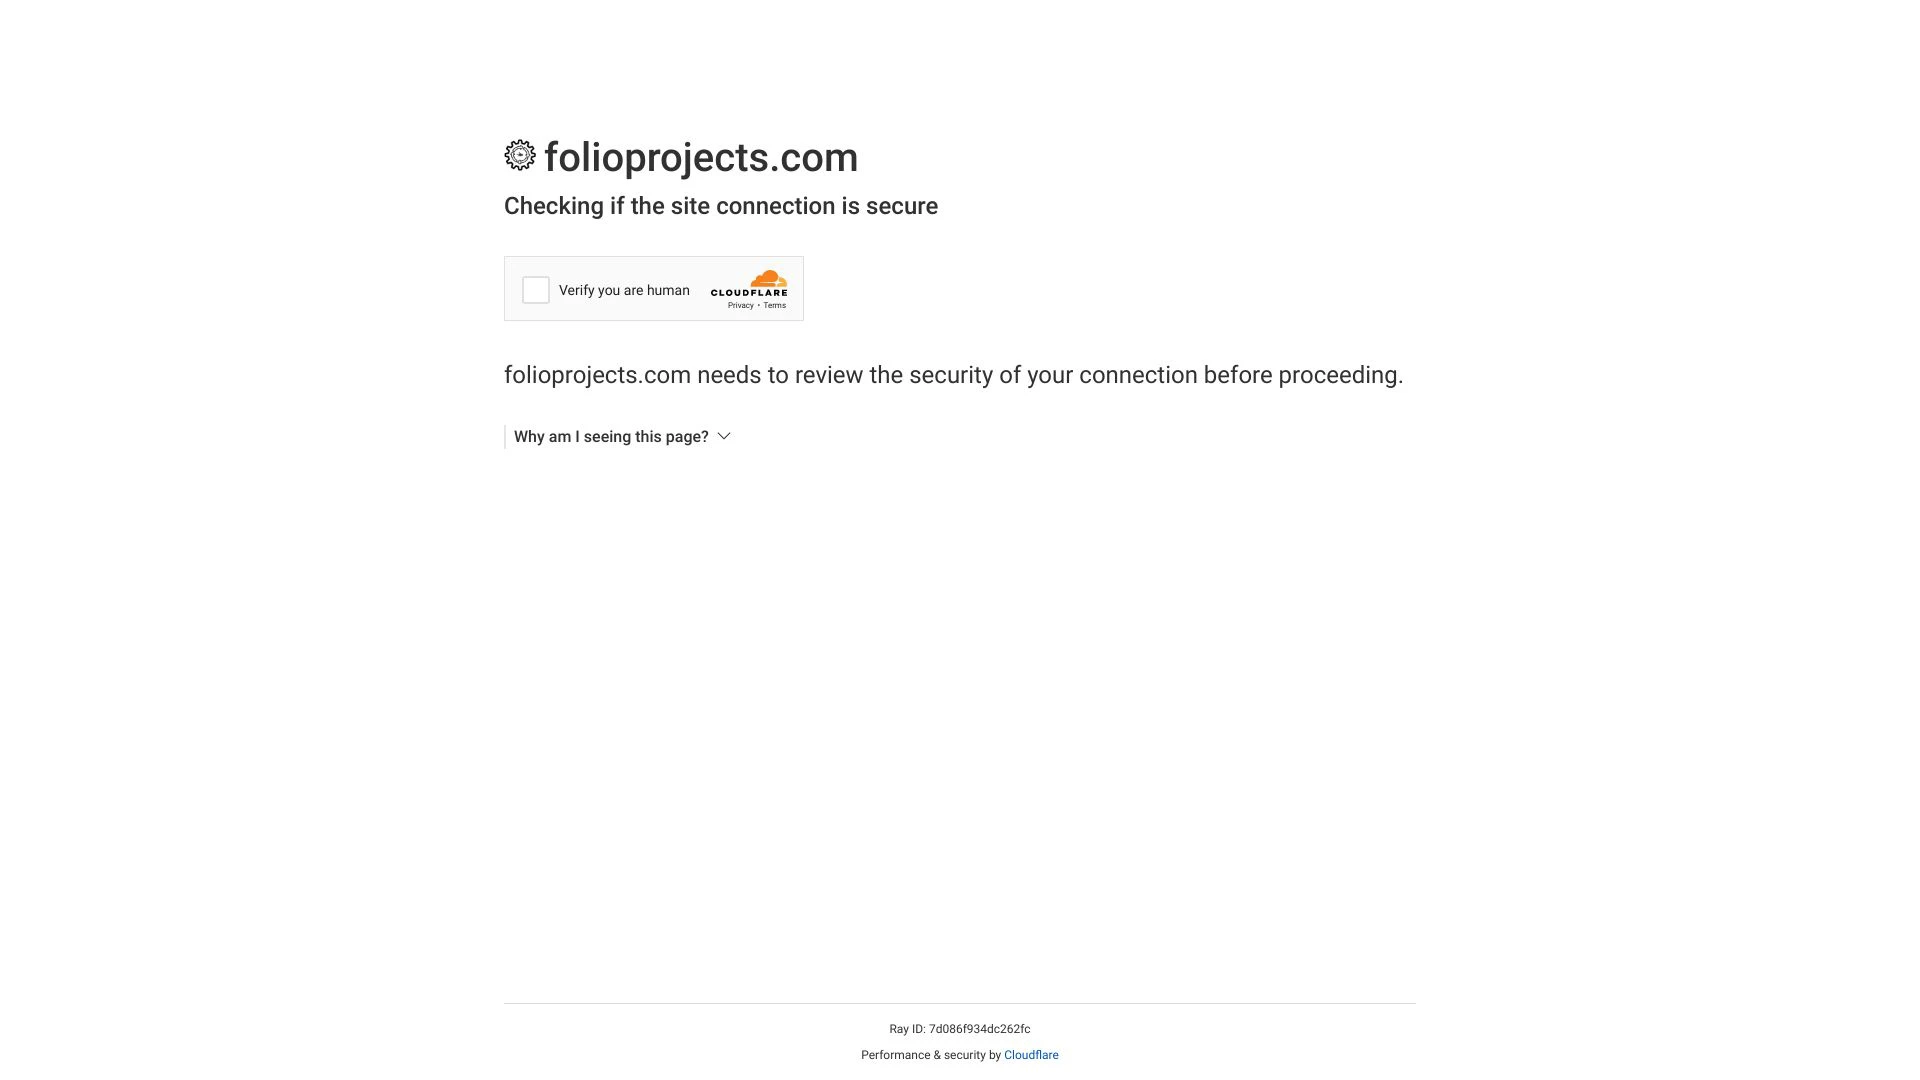 folioprojects.com
Checking if the site connection is secure
Verify you are human
CLOUDFLARE
Privacy • Terms
folioprojects.com needs to review the security of your connection before proceeding.
Why am I seeing this page?
Ray ID: 7d086f934dc262fc
Performance & security by Cloudflare